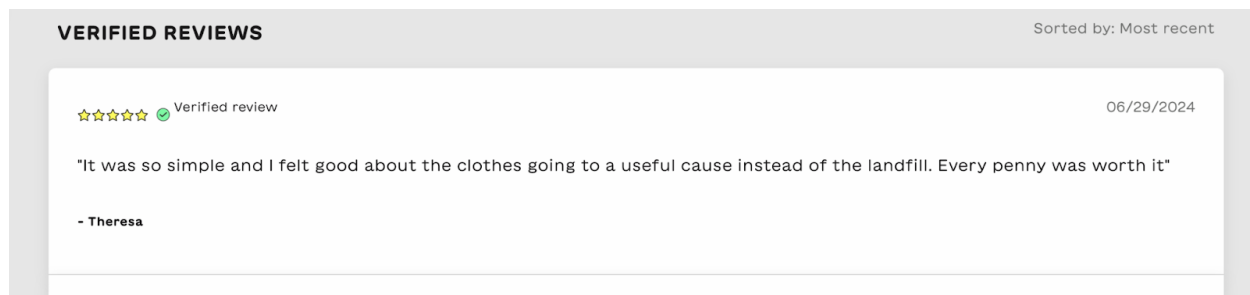 VERIFIED REVIEWS
Sorted by: Most recent
Verified review
06/29/2024
"It was so simple and I felt good about the clothes going to a useful cause instead of the landfill. Every penny was worth it"
- Theresa